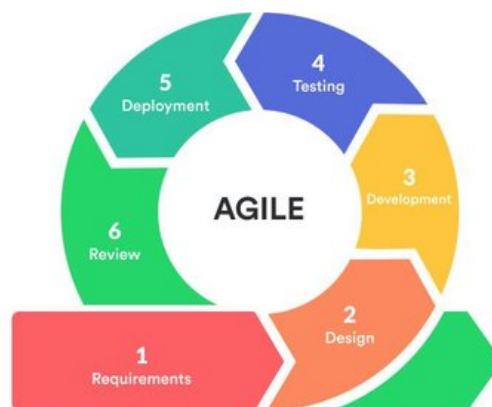 AGILE
1
Requirements
2
Design
3
Development
4
Testing
5
Deployment
6
Review